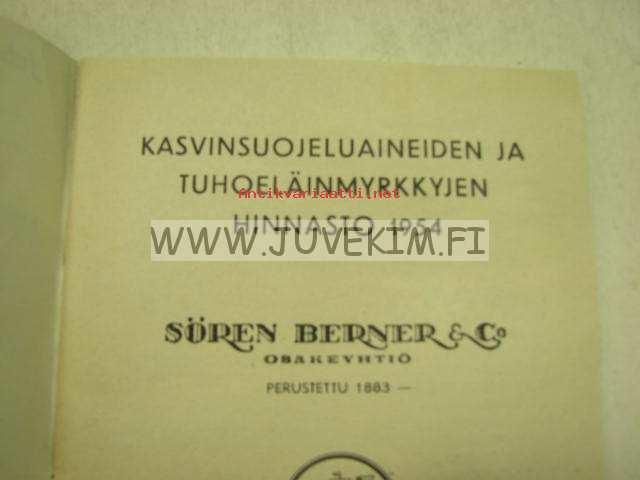 KASVINSUOJELUAINEIDEN JA
TUHOELÄINMYRKKYJEN
Antikvariaatti.net
HINNASTO 1954
WWW.JUVEKIM.FI
SÖREN BERNER & Co
OSAKEYHTIÖ
PERUSTETTU 1883 —